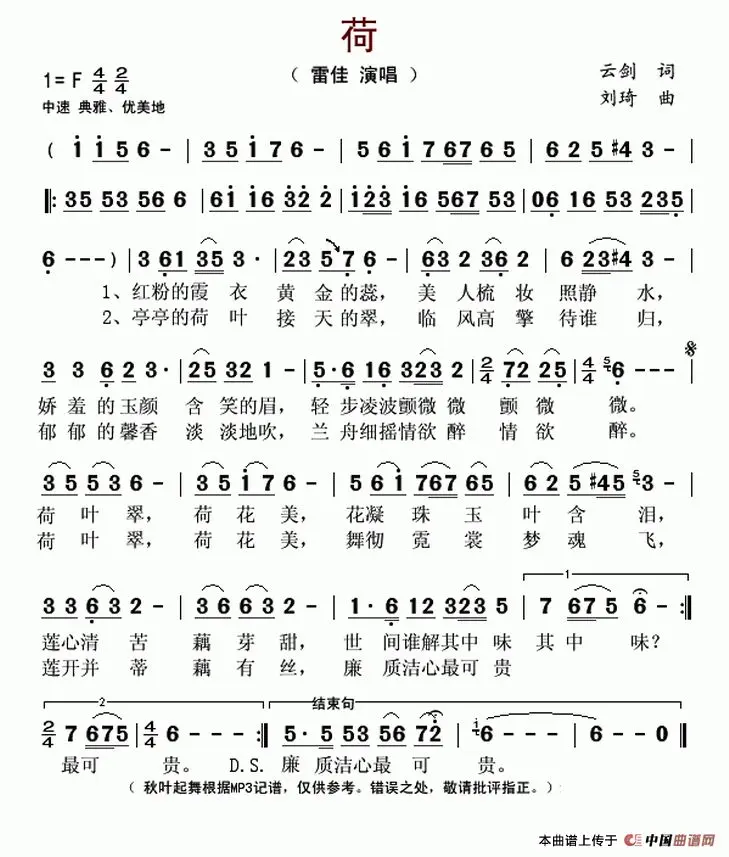 荷
( 雷佳 演唱 )
1= F 4/4 2/4
云剑 词
中速 典雅、优美地
刘琦 曲
( i i 5 6 - | 3 5 i 7 6 - | 5 6 i 7 67 6 5 | 6 2 5 #4 3 - |
‖: 35 53 56 6 | 6i i6 32 2 | i23 i6 567 53 | 06 16 53 235 |
6 - - - ) | 3 61 35 3· | 23 5 7 6 - | 63 2 36 2 | 6 23#4 3 - |
1、红粉的霞 衣 黄 金的蕊, 美 人梳 妆 照静 水,
2、亭亭的荷 叶 接 天的翠, 临 风高 擎 待谁 归,
3 3 6 2 3· | 25 32 1 - | 5·6 16 323 2 | 2/4 72 25 | 4/4 5 6 - - - |
娇 羞 的玉颜 含 笑的眉, 轻 步凌波颤微 微 颤 微 微。
郁 郁 的馨香 淡 淡地吹, 兰 舟细摇情欲 醉 情 欲 醉。
3 5 5 3 6 - | 3 5 i 7 6 - | 56 i 767 65 | 62 5 #45 5 3 - |
荷 叶 翠, 荷 花 美, 花凝 珠 玉 叶 含 泪,
荷 叶 翠, 荷 花 美, 舞彻 霓 裳 梦 魂 飞,
3 3 6 3 2 - | 3 6 6 3 2 - | 1· 6 12 323 | 1 7 675 6 - :‖
莲心清 苦 藕 芽 甜, 世 间谁解其中 味 其 中 味?
莲开并 蒂 藕 有 丝, 廉 质洁心最可 贵
2 结束句
2/4 7 675 | 4/4 6 - - - :‖ 5· 5 53 56 72 | i 6 - - - | 6 - - 0 ‖
最可 贵。 D.S. 廉 质洁心最 可 贵。
( 秋叶起舞根据MP3记谱,仅供参考。错误之处,敬请批评指正。)
本曲谱上传于 中国曲谱网